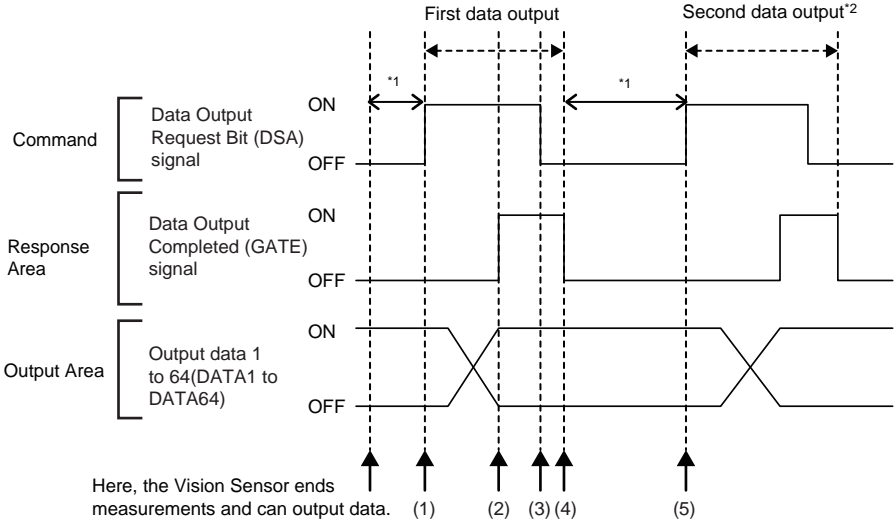 First data output
Second data output*2
*1
*1
Command
Data Output
Request Bit (DSA)
signal
ON
OFF
Response
Area
Data Output
Completed (GATE)
signal
ON
OFF
Output Area
Output data 1
to 64(DATA1 to
DATA64)
ON
OFF
Here, the Vision Sensor ends
measurements and can output data.
(1)
(2)
(3)
(4)
(5)